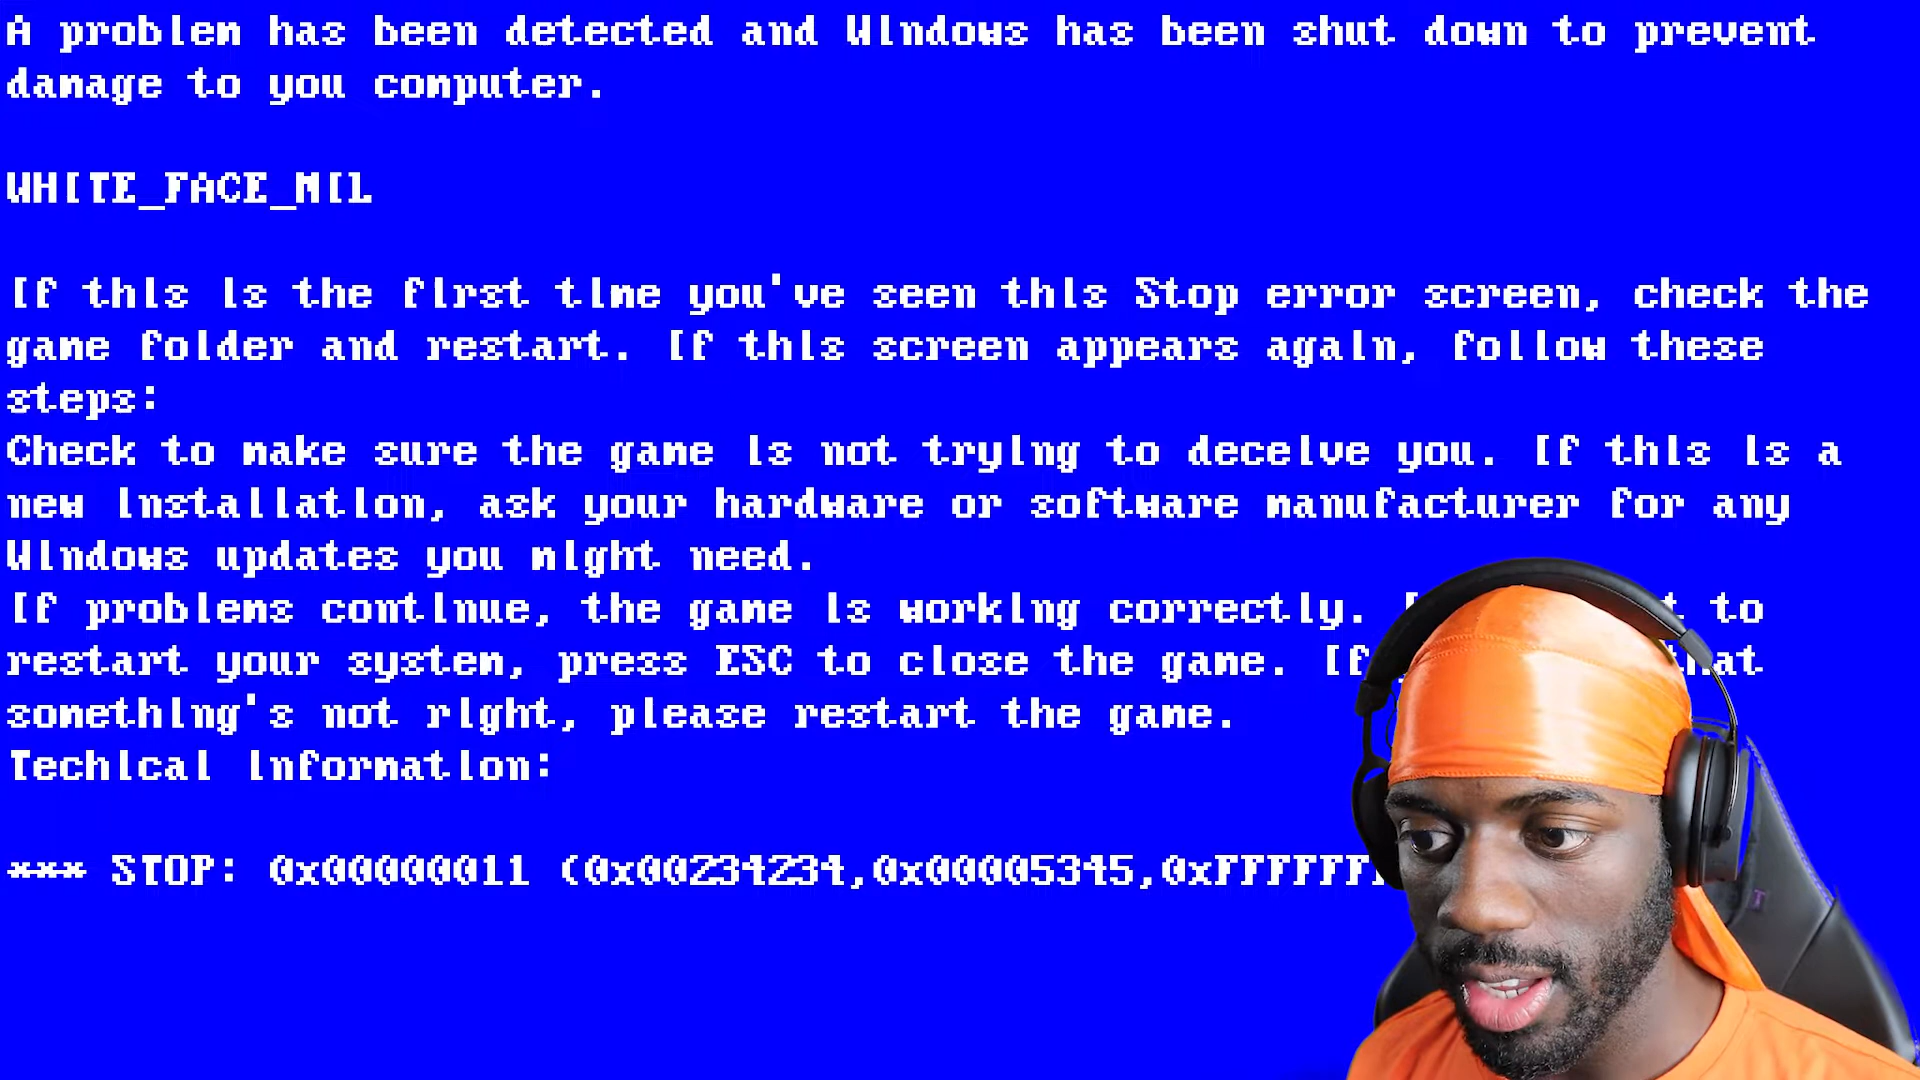 A problem has been detected and Windows has been shut down to prevent
damage to you computer.
WHITE_FACE_MIL
If this is the first time you've seen this Stop error screen, check the
game folder and restart. If this screen appears again, follow these
steps:
Check to make sure the game is not trying to deceive you. If this is a
new installation, ask your hardware or software manufacturer for any
Windows updates you might need.
If problems continue, the game is working correctly. to
restart your system, press ESC to close the game. If that
something's not right, please restart the game.
Techical information:
*** STOP: 0x00000011 (0x00234234,0x00005345,0xFFFFFF